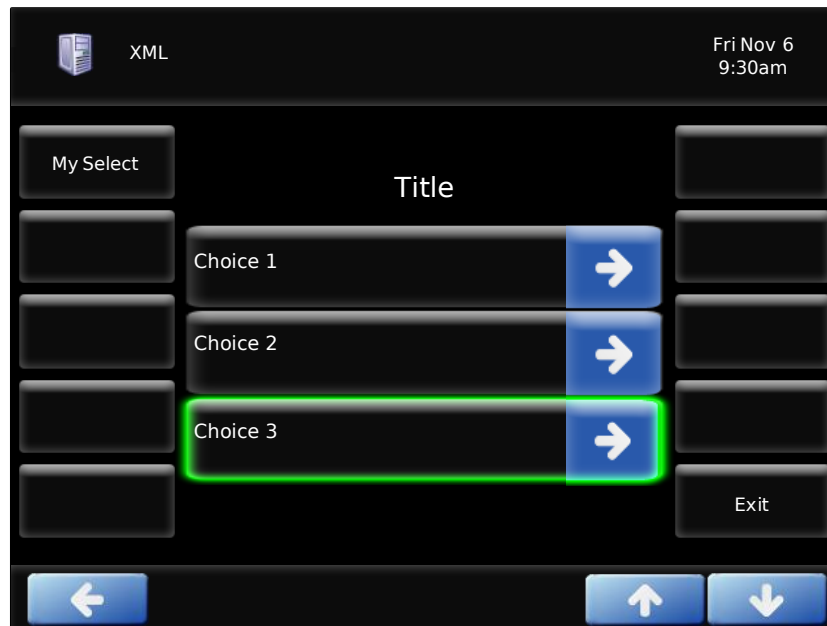 XML
Fri Nov 6
9:30am
My Select
Title
Choice 1
Choice 2
Choice 3
Exit